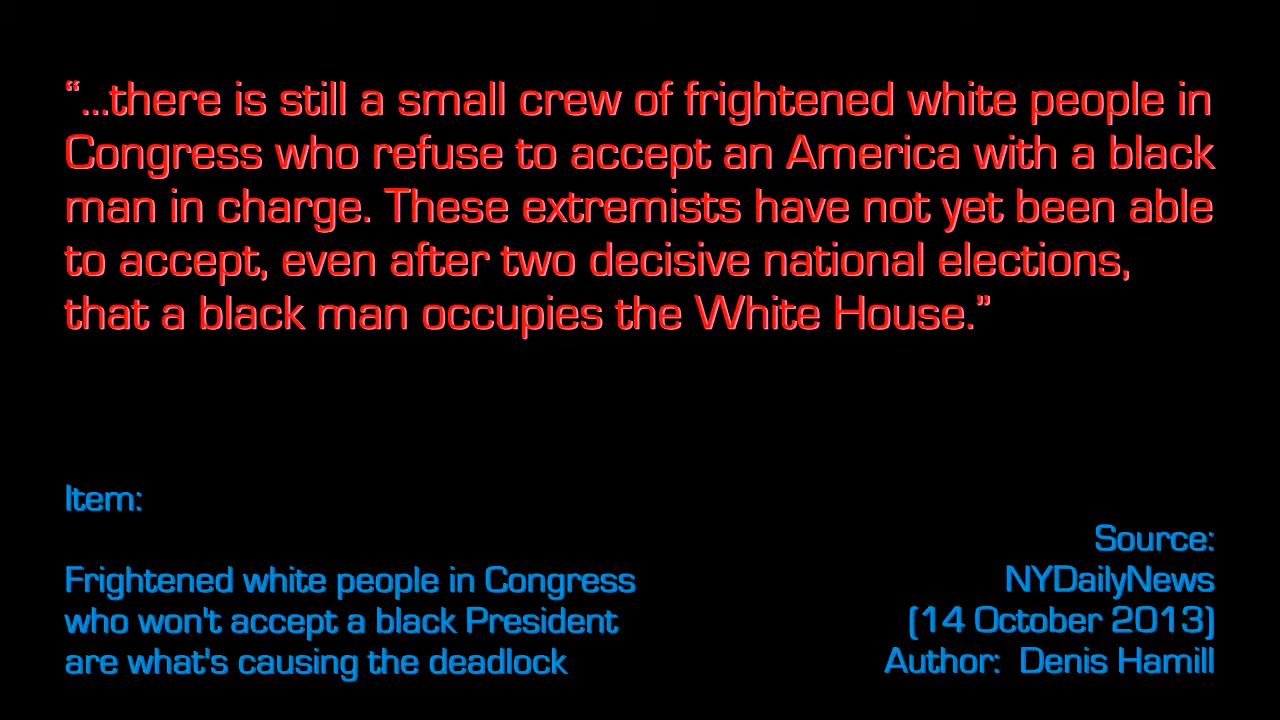 “...there is still a small crew of frightened white people in
Congress who refuse to accept an America with a black
man in charge. These extremists have not yet been able
to accept, even after two decisive national elections,
that a black man occupies the White House.”
Item:
Frightened white people in Congress
who won't accept a black President
are what's causing the deadlock
Source:
NYDailyNews
(14 October 2013)
Author:  Denis Hamill